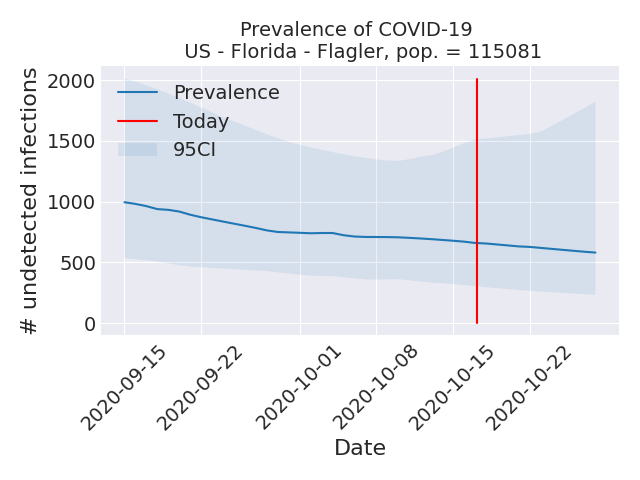 Prevalence of COVID-19
US - Florida - Flagler, pop. = 115081
# undetected infections
2000
1500
1000
500
0
Prevalence
Today
95CI
2020-09-15
2020-09-22
2020-10-01
2020-10-08
2020-10-15
2020-10-22
Date